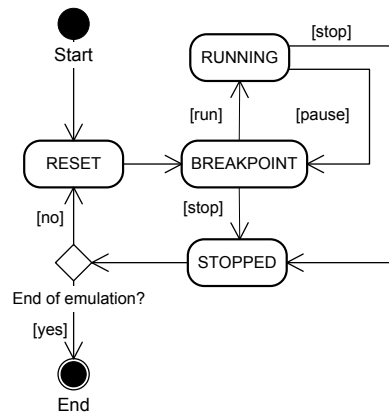 Start
RUNNING
[stop]
[run]
[pause]
RESET
BREAKPOINT
[no]
[stop]
STOPPED
End of emulation?
[yes]
End